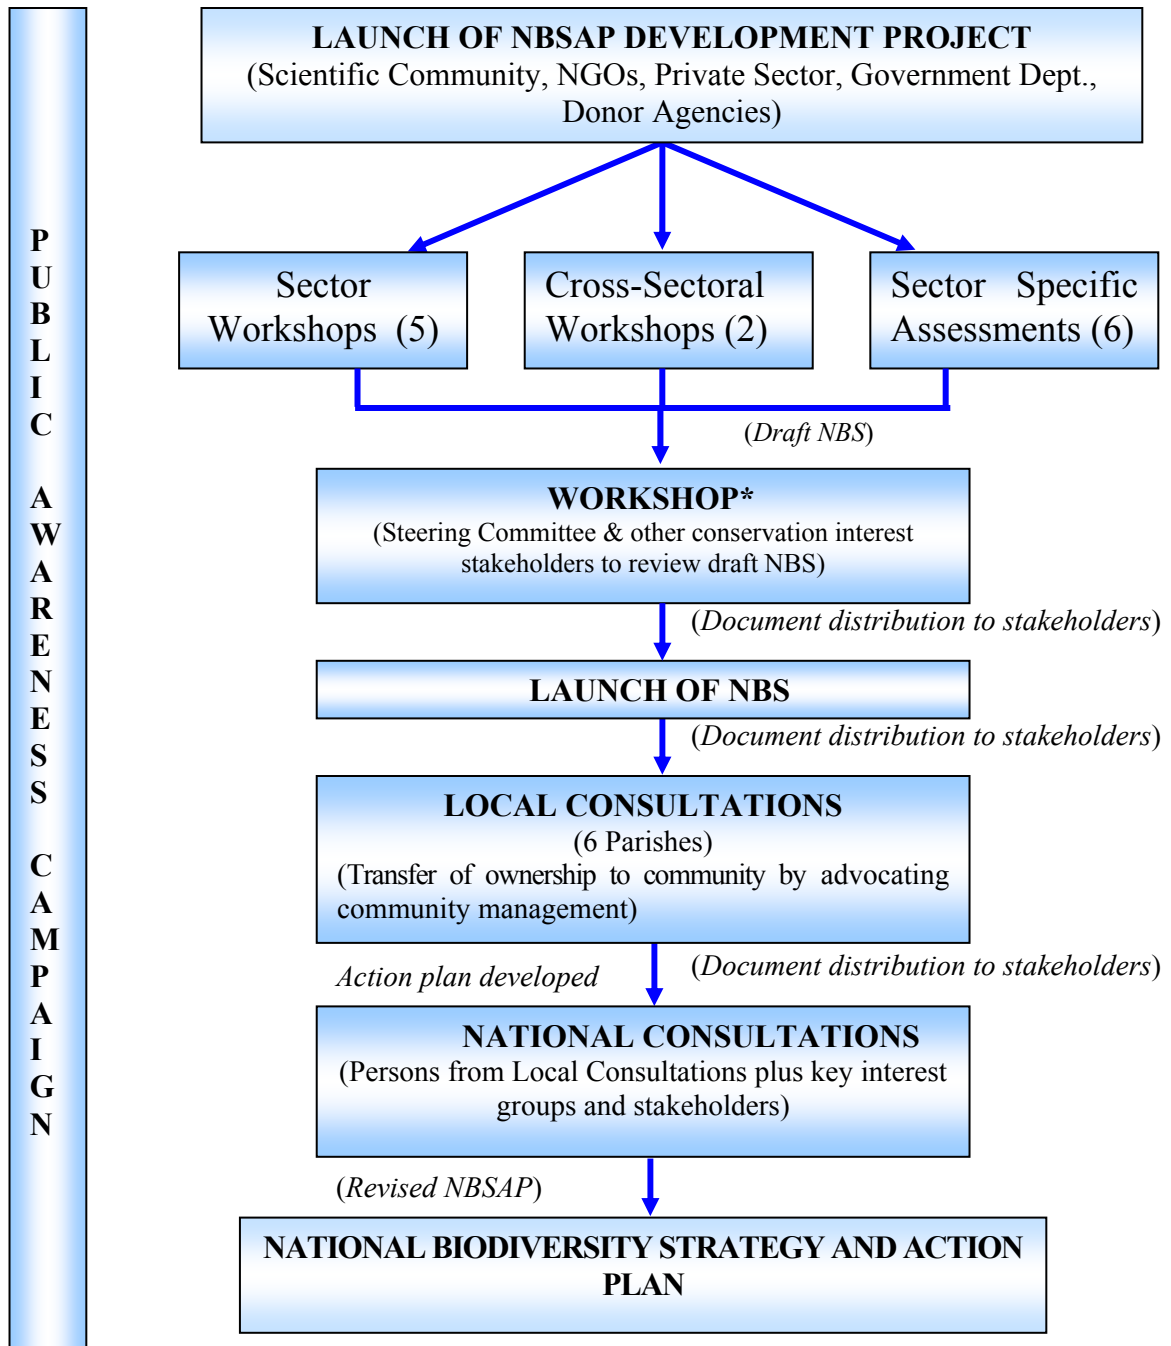 LAUNCH OF NBSAP DEVELOPMENT PROJECT
(Scientific Community, NGOs, Private Sector, Government Dept.,
Donor Agencies)
PUBLIC AWARENESS CAMPAIGN
Sector
Workshops (5)
Cross-Sectoral
Workshops (2)
Sector Specific
Assessments (6)
(Draft NBS)
WORKSHOP*
(Steering Committee & other conservation interest
stakeholders to review draft NBS)
(Document distribution to stakeholders)
LAUNCH OF NBS
(Document distribution to stakeholders)
LOCAL CONSULTATIONS
(6 Parishes)
(Transfer of ownership to community by advocating
community management)
Action plan developed
(Document distribution to stakeholders)
NATIONAL CONSULTATIONS
(Persons from Local Consultations plus key interest
groups and stakeholders)
(Revised NBSAP)
NATIONAL BIODIVERSITY STRATEGY AND ACTION
PLAN